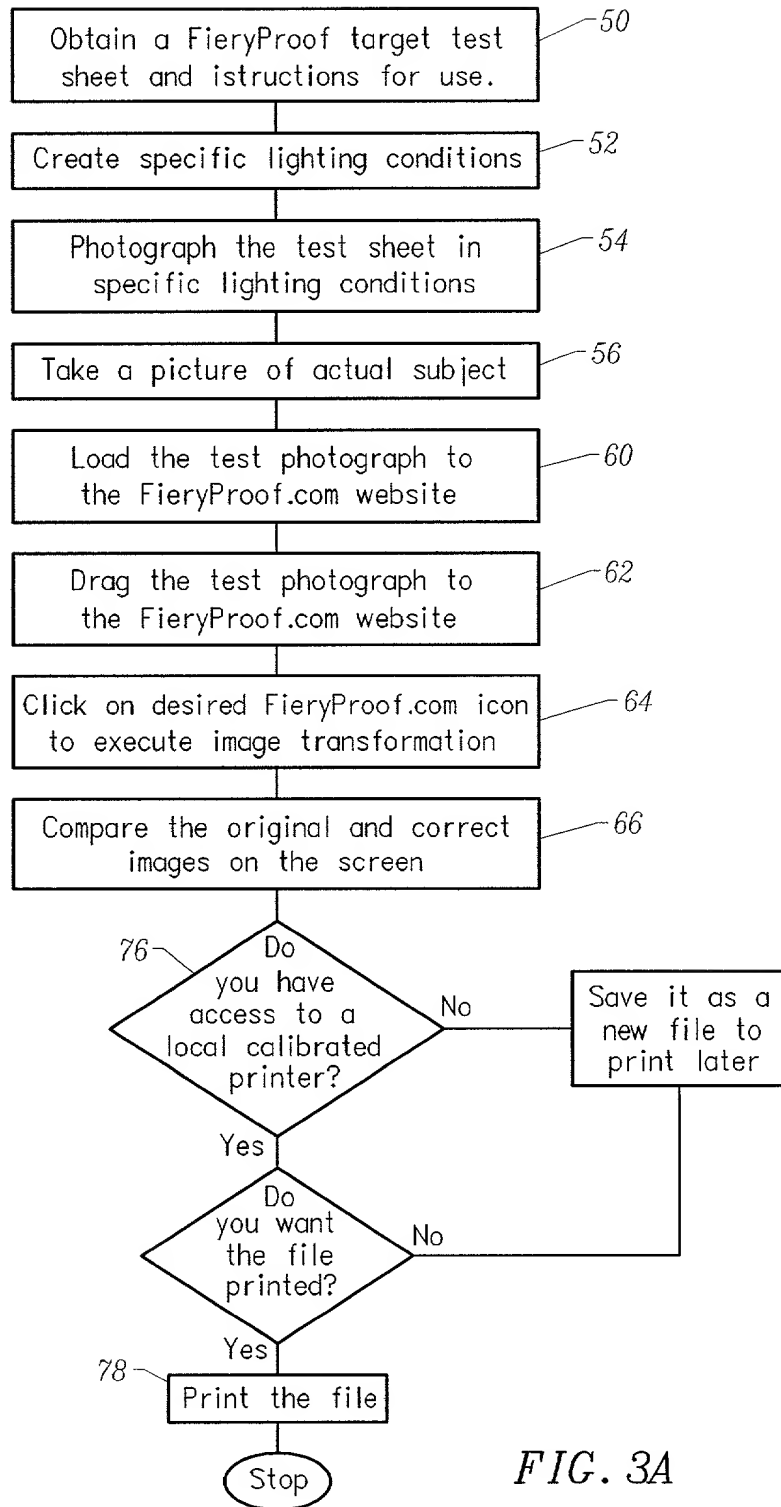 Obtain a FieryProof target test
sheet and istructions for use.
50
Create specific lighting conditions
52
Photograph the test sheet in
specific lighting conditions
54
Take a picture of actual subject
56
Load the test photograph to
the FieryProof.com website
60
Drag the test photograph to
the FieryProof.com website
62
Click on desired FieryProof.com icon
to execute image transformation
64
Compare the original and correct
images on the screen
66
76
Do
you have
access to a
local calibrated
printer?
No
Save it as a
new file to
print later
Yes
Do
you want
the file
printed?
No
Yes
78
Print the file
Stop
FIG. 3A